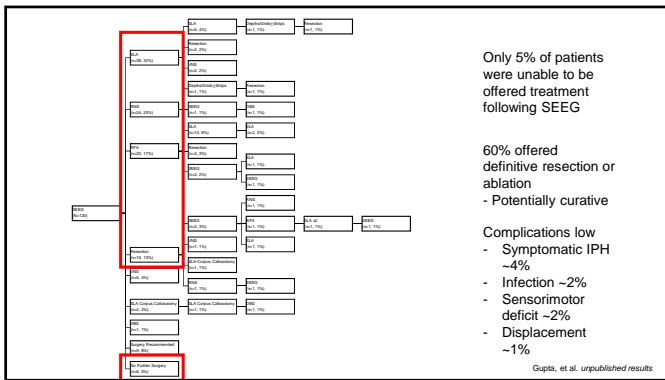 SLA
(n=5, 4%)
Depths/Grids+Strips
(n=1, 1%)
Resection
(n=1, 1%)
Resection
(n=2, 2%)
SLA
(n=38, 32%)
VNS
(n=2, 2%)
Depths/Grids+Strips
(n=1, 1%)
Resection
(n=1, 1%)
RNS
(n=24, 20%)
SEEG
(n=1, 1%)
DBS
(n=1, 1%)
SLA
(n=10, 8%)
SLA
(n=2, 2%)
RFA
(n=20, 17%)
Resection
(n=3, 3%)
SEEG
(n=2, 2%)
SLA
(n=1, 1%)
SEEG
(n=1, 1%)
RNS
(n=1, 1%)
SEEG
(N=120)
SEEG
(n=3, 3%)
RFA
(n=1, 1%)
SLA x2
(n=1, 1%)
SEEG
(n=1, 1%)
VNS
(n=1, 1%)
SLA
(n=1, 1%)
Resection
(n=16, 13%)
SLA Corpus Callosotomy
(n=1, 1%)
VNS
(n=5, 4%)
RNS
(n=1, 1%)
SEEG
(n=1, 1%)
SLA Corpus Callosotomy
(n=2, 2%)
SLA Corpus Callosotomy
(n=1, 1%)
DBS
(n=1, 1%)
DBS
(n=1, 1%)
Surgery Recommended
(n=9, 8%)
No Further Surgery
(n=6, 5%)
Only 5% of patients
were unable to be
offered treatment
following SEEG
60% offered
definitive resection or
ablation
- Potentially curative
Complications low
- Symptomatic IPH
~4%
- Infection ~2%
- Sensorimotor
deficit ~2%
- Displacement
~1%
Gupta, et al. unpublished results